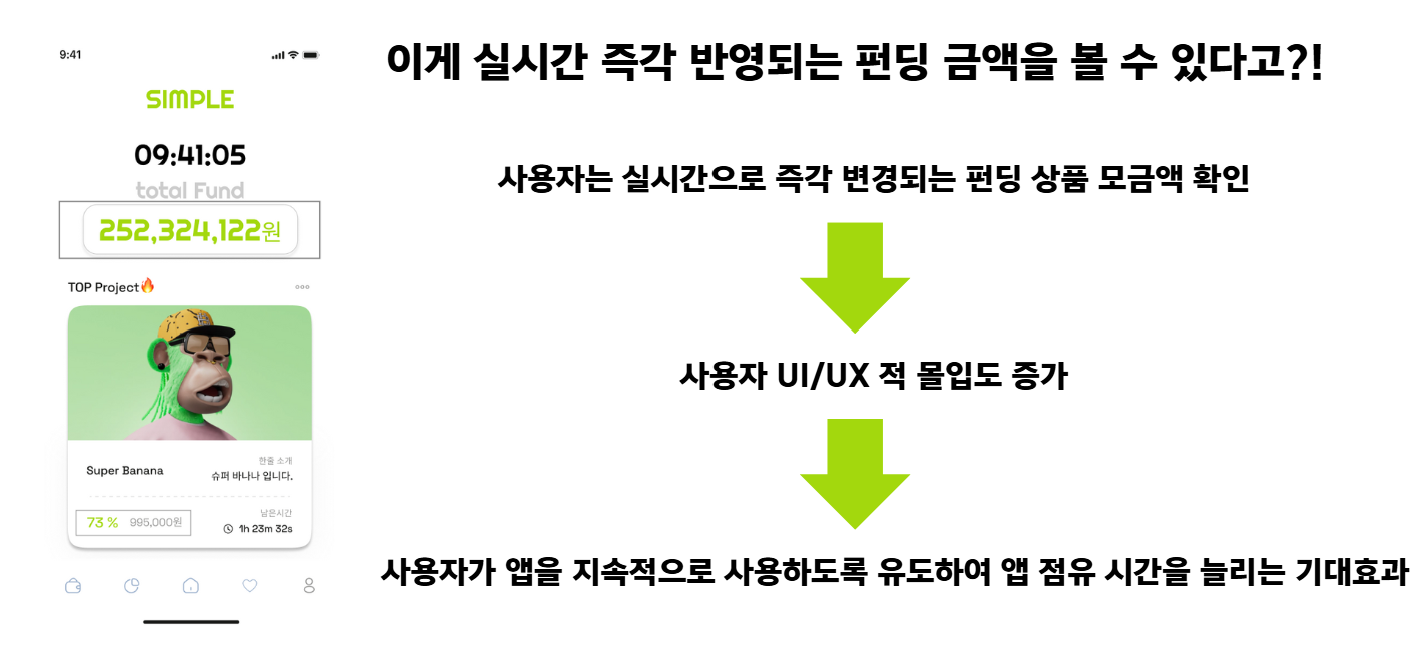 9:41
SIMPLE
09:41:05
total Fund
252,324,122원
TOP Project🔥
Super Banana
한줄 소개
슈퍼 바나나 입니다.
73 % 995,000원
남은시간
1h 23m 32s
이게 실시간 즉각 반영되는 펀딩 금액을 볼 수 있다고?!
사용자는 실시간으로 즉각 변경되는 펀딩 상품 모금액 확인
사용자 UI/UX 적 몰입도 증가
사용자가 앱을 지속적으로 사용하도록 유도하여 앱 점유 시간을 늘리는 기대효과